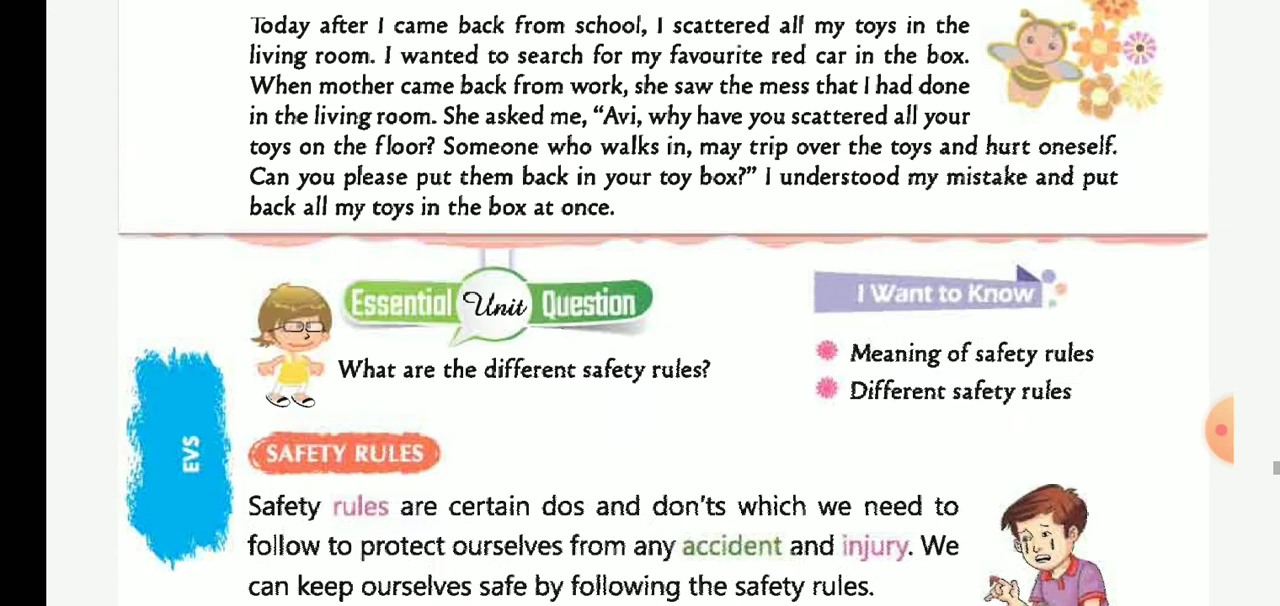 Today after I came back from school, I scattered all my toys in the
living room. I wanted to search for my favourite red car in the box.
When mother came back from work, she saw the mess that I had done
in the living room. She asked me, “Avi, why have you scattered all your
toys on the floor? Someone who walks in, may trip over the toys and hurt oneself.
Can you please put them back in your toy box?” I understood my mistake and put
back all my toys in the box at once.
Essential Unit Question
What are the different safety rules?
I Want to Know
Meaning of safety rules
Different safety rules
EVS
SAFETY RULES
Safety rules are certain dos and don'ts which we need to
follow to protect ourselves from any accident and injury. We
can keep ourselves safe by following the safety rules.